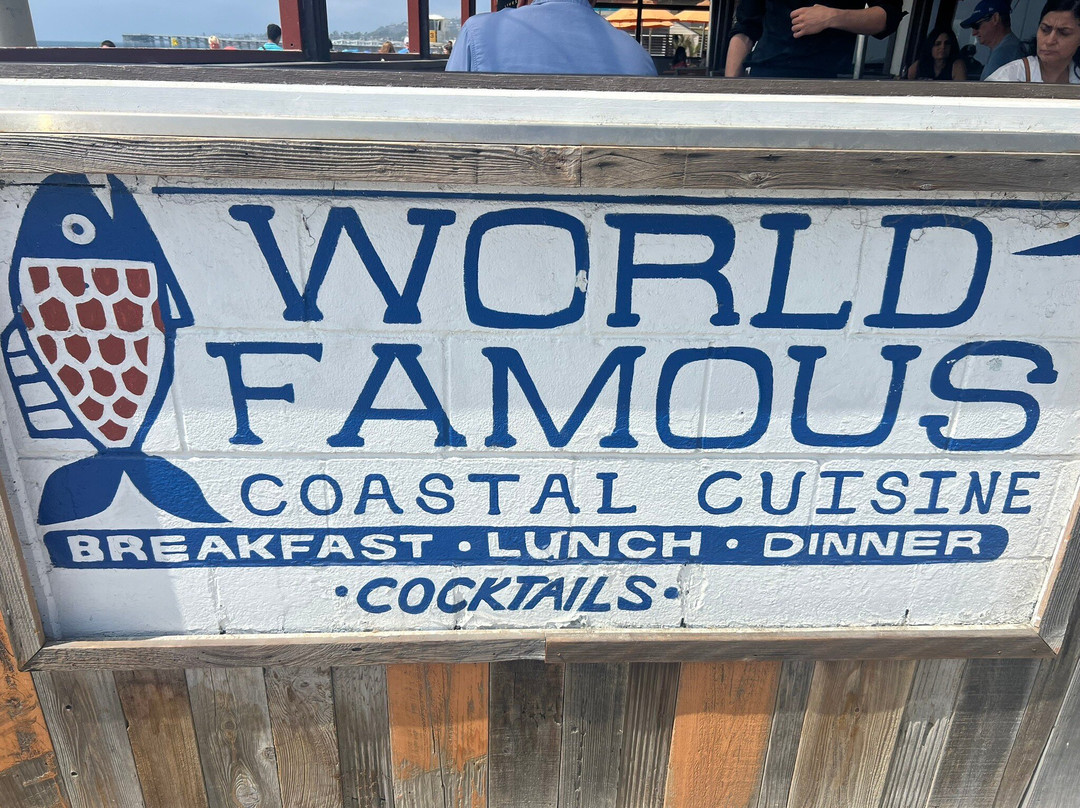 WORLD
FAMOUS
COASTAL CUISINE
BREAKFAST · LUNCH · DINNER
· COCKTAILS ·